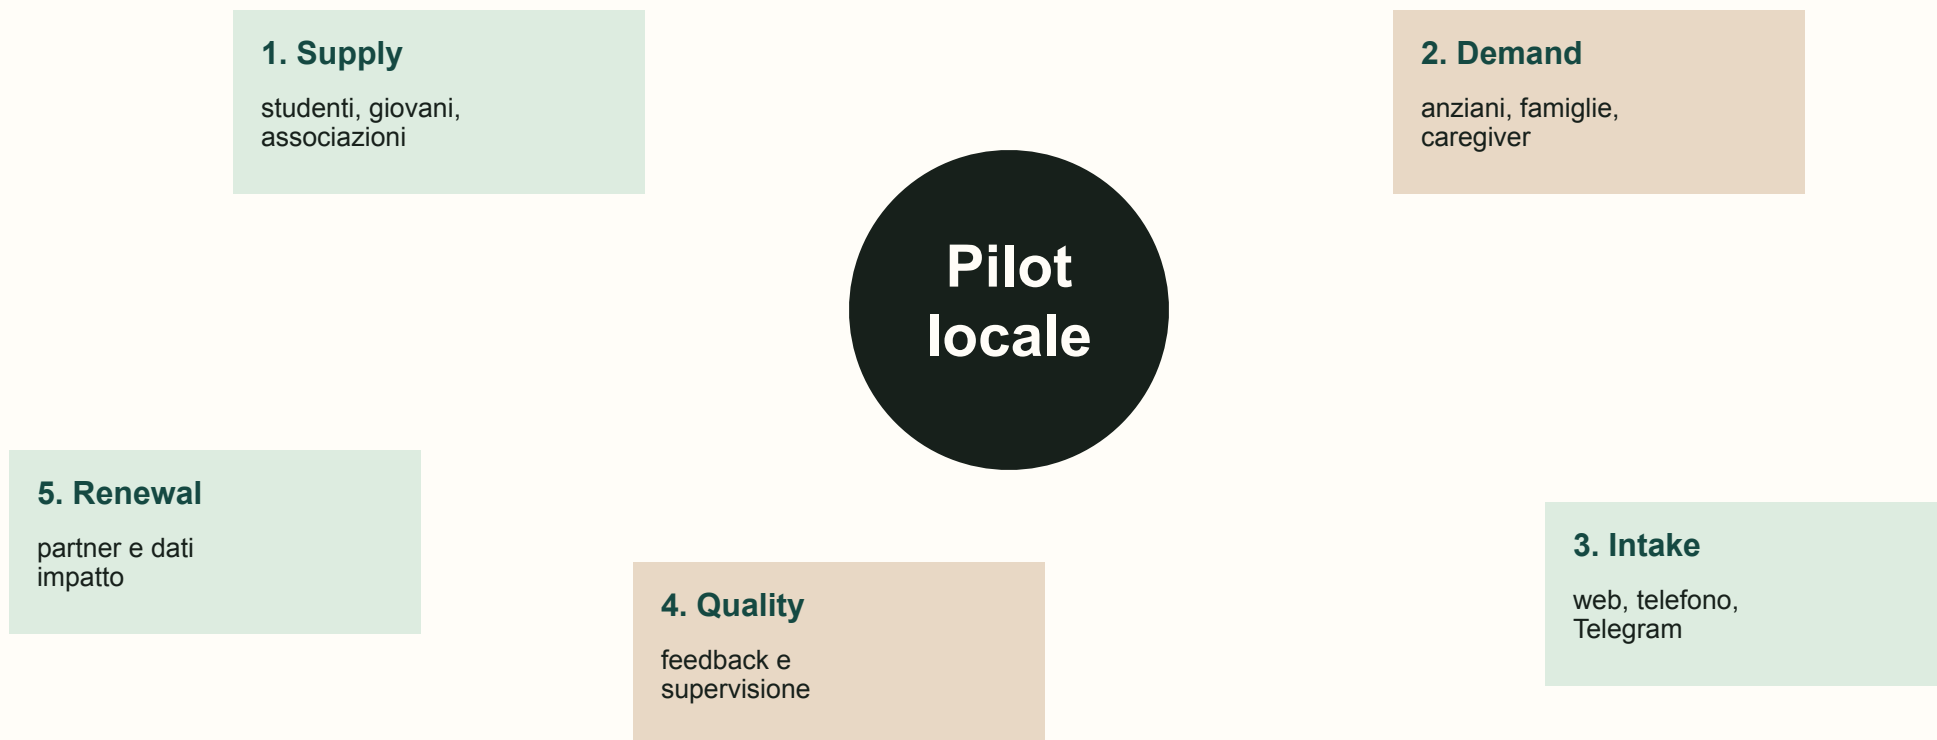 1. Supply
studenti, giovani,
associazioni
2. Demand
anziani, famiglie,
caregiver
Pilot
locale
3. Intake
web, telefono,
Telegram
4. Quality
feedback e
supervisione
5. Renewal
partner e dati
impatto